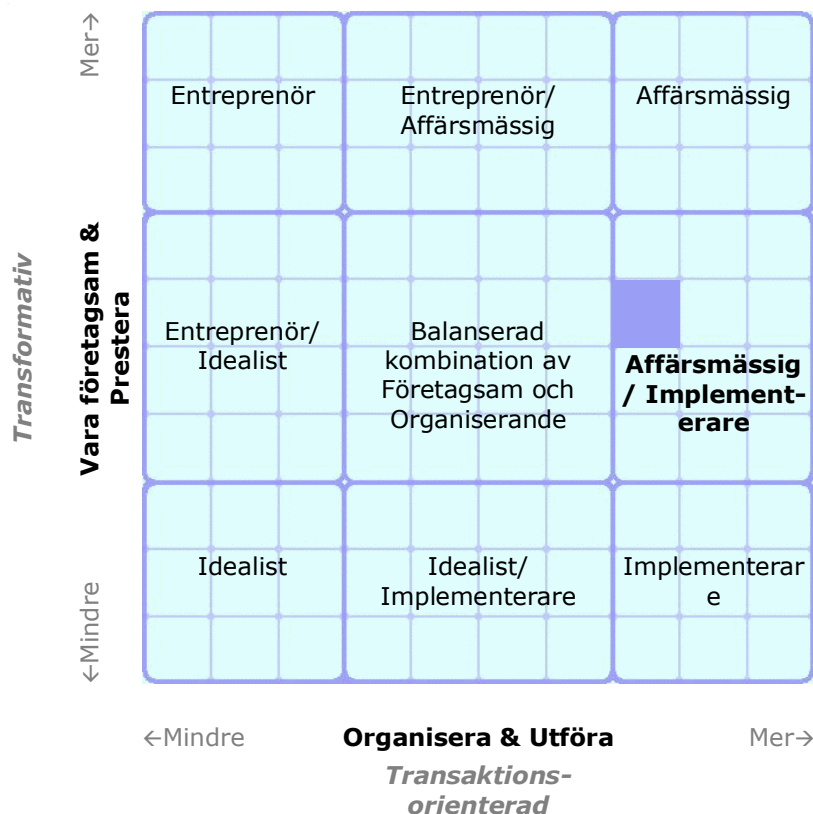 Mer→
Entreprenör
Entreprenör/
Affärsmässig
Affärsmässig
Transformativ
Vara företagsam &
Prestera
Entreprenör/
Idealist
Balanserad
kombination av
Företagsam och
Organiserande
Affärsmässig
/ Implement-
erare
Idealist
Idealist/
Implementerare
Implementerar
e
←Mindre
←Mindre
Organisera & Utföra
Mer→
Transaktions-
orienterad